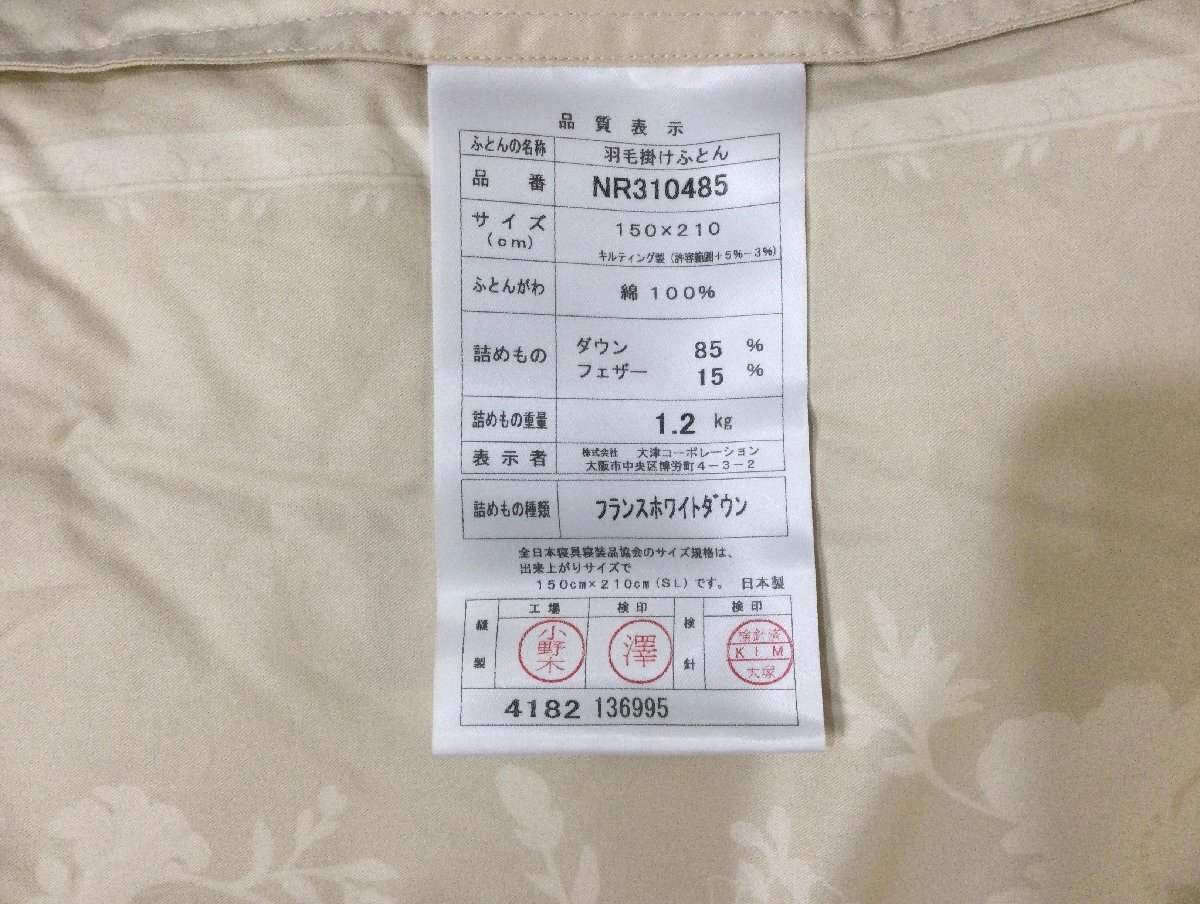 品質表示
ふとんの名称 羽毛掛けふとん
品番 NR310485
サイズ(cm) 150×210
キルティング製(許容範囲+5%-3%)
ふとんがわ 綿 100%
詰めもの ダウン 85 %
フェザー 15 %
詰めもの重量 1.2 kg
表示者 株式会社 大津コーポレーション
大阪市中央区博労町4-3-2
詰めもの種類 フランスホワイトダウン
全日本寝具寝装品協会のサイズ規格は、
出来上がりサイズで
150cm×210cm(SL)です。 日本製
縫製 工場 検印 検針 検印
小野木 澤 検針済 KIM 大塚
4182 136995